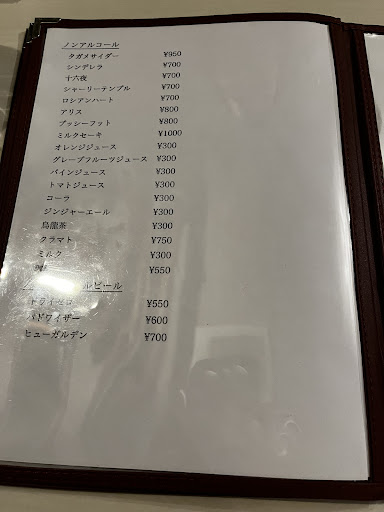 ノンアルコール
タガメサイダー ¥950
シンデレラ ¥700
十六夜 ¥700
シャーリーテンプル ¥700
ロシアンハート ¥700
アリス ¥800
プッシーフット ¥800
ミルクセーキ ¥1000
オレンジジュース ¥300
グレープフルーツジュース ¥300
パインジュース ¥300
トマトジュース ¥300
コーラ ¥300
ジンジャーエール ¥300
烏龍茶 ¥300
クラマト ¥750
ミルク ¥300
¥550
ルビール
ドライゼロ ¥550
バドワイザー ¥600
ヒューガルデン ¥700